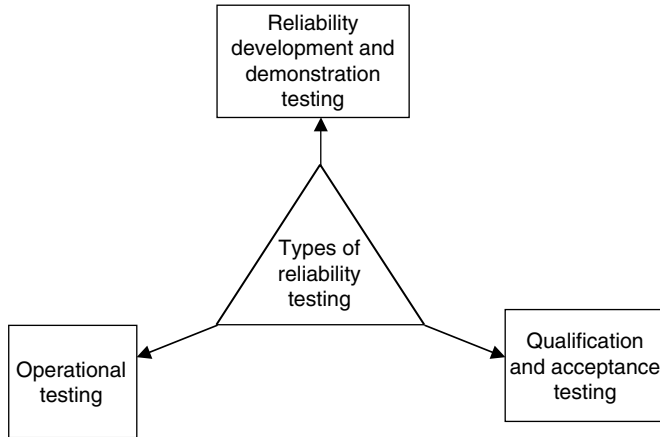 Reliability
development and
demonstration
testing
Types of
reliability
testing
Operational
testing
Qualification
and acceptance
testing